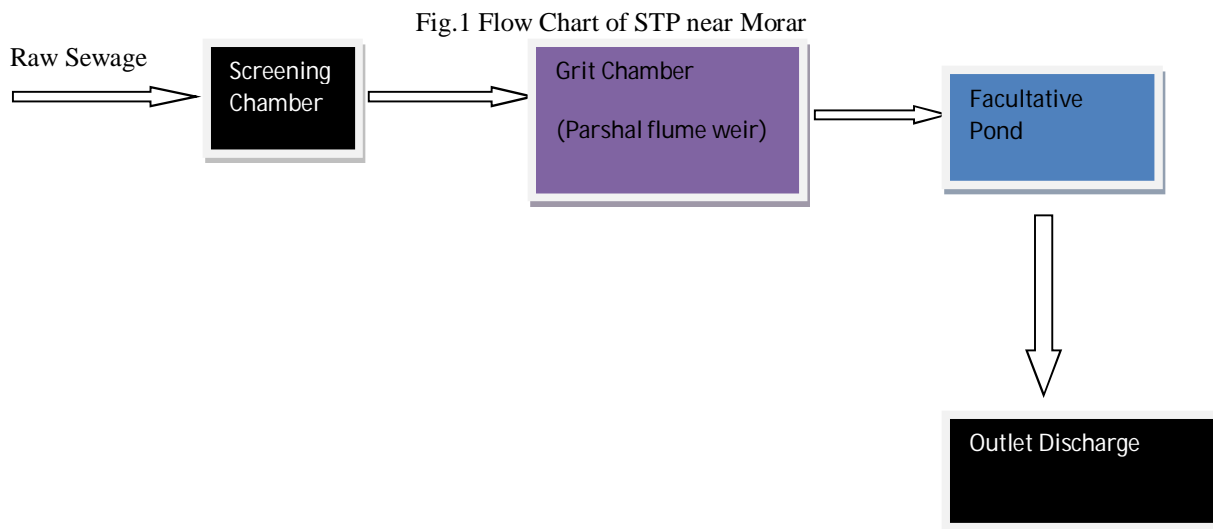 Fig.1 Flow Chart of STP near Morar
Raw Sewage
Screening
Chamber
Grit Chamber
(Parshal flume weir)
Facultative
Pond
Outlet Discharge